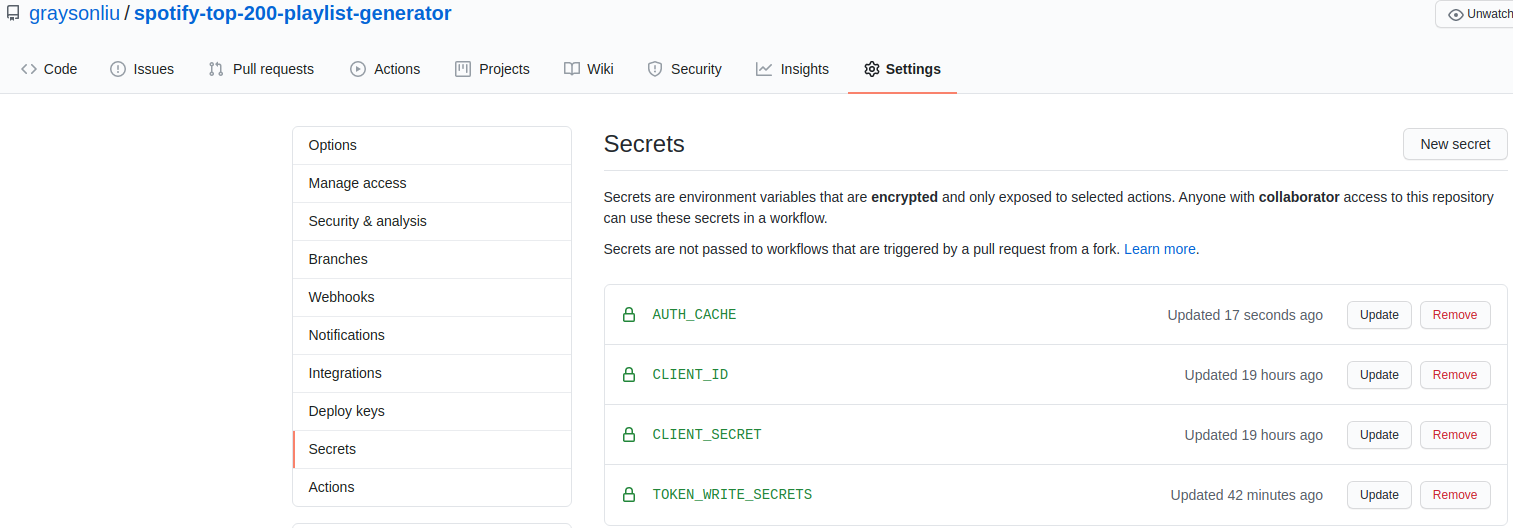 graysonliu / spotify-top-200-playlist-generator
Unwatch
Code Issues Pull requests Actions Projects Wiki Security Insights Settings
Options
Manage access
Security & analysis
Branches
Webhooks
Notifications
Integrations
Deploy keys
Secrets
Actions
Secrets
New secret
Secrets are environment variables that are encrypted and only exposed to selected actions. Anyone with collaborator access to this repository
can use these secrets in a workflow.
Secrets are not passed to workflows that are triggered by a pull request from a fork. Learn more.
AUTH_CACHE Updated 17 seconds ago Update Remove
CLIENT_ID Updated 19 hours ago Update Remove
CLIENT_SECRET Updated 19 hours ago Update Remove
TOKEN_WRITE_SECRETS Updated 42 minutes ago Update Remove